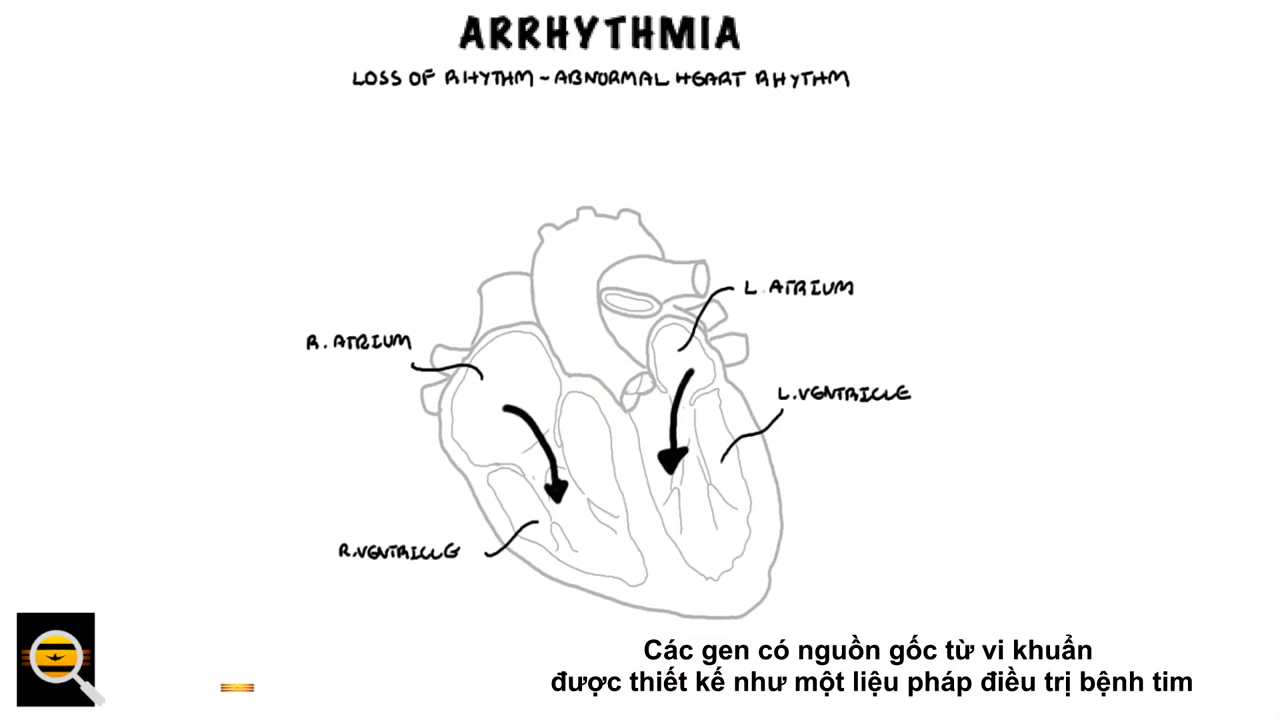 ARRHYTHMIA
LOSS OF RHYTHM ~ ABNORMAL HEART RHYTHM
L. ATRIUM
R. ATRIUM
L. VENTRICLE
R. VENTRICLE
Các gen có nguồn gốc từ vi khuẩn
được thiết kế như một liệu pháp điều trị bệnh tim